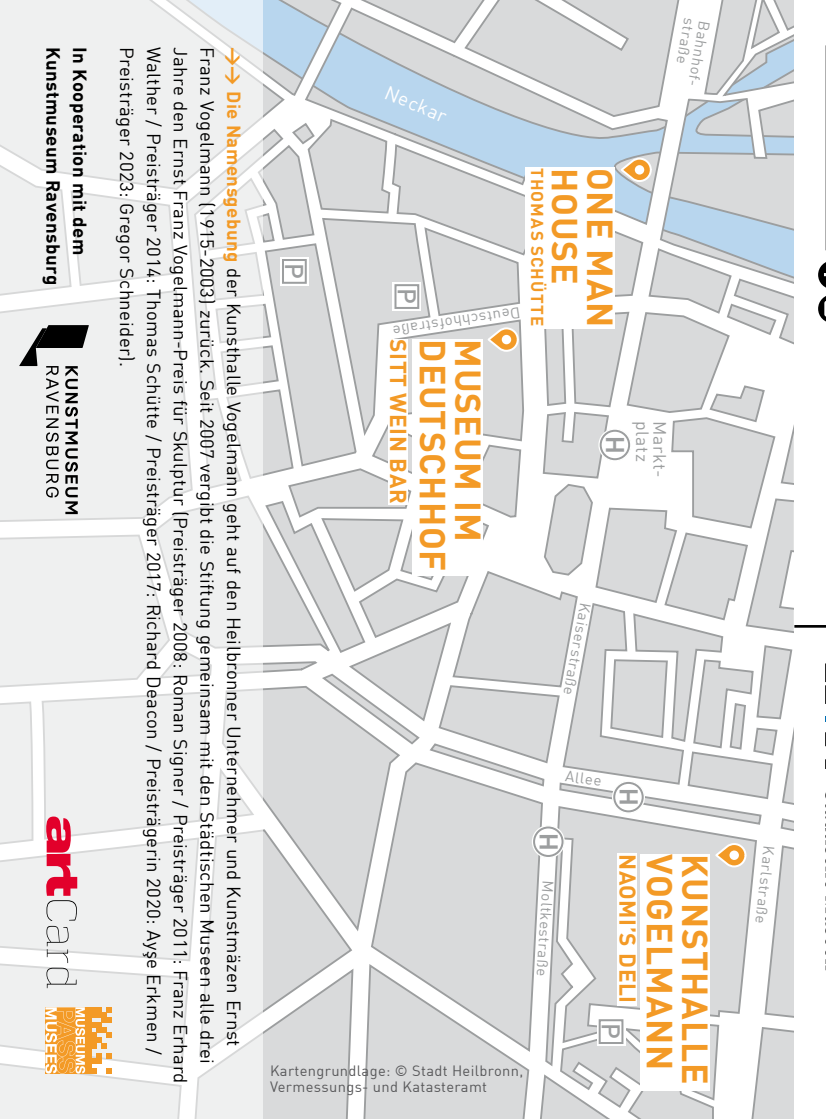 Bahnhof-
straße
Neckar
ONE MAN
HOUSE
THOMAS SCHÜTTE
P
P
Deutschhofstraße
MUSEUM IM
DEUTSCHHOF
SITT WEIN BAR
Markt-
platz
H
Kaiserstraße
Allee
H
H
Karlstraße
Moltkestraße
KUNSTHALLE
VOGELMANN
NAOMI'S DELI
P
Kartengrundlage: © Stadt Heilbronn,
Vermessungs- und Katasteramt
→→ Die Namensgebung der Kunsthalle Vogelmann geht auf den Heilbronner Unternehmer und Kunstmäzen Ernst
Franz Vogelmann (1915-2003) zurück. Seit 2007 vergibt die Stiftung gemeinsam mit den Städtischen Museen alle drei
Jahre den Ernst Franz Vogelmann-Preis für Skulptur (Preisträger 2008: Roman Signer / Preisträger 2011: Franz Erhard
Walther / Preisträger 2014: Thomas Schütte / Preisträger 2017: Richard Deacon / Preisträgerin 2020: Ayşe Erkmen /
Preisträger 2023: Gregor Schneider).
In Kooperation mit dem
Kunstmuseum Ravensburg
KUNSTMUSEUM
RAVENSBURG
artCard
MUSEUMS
PASS
MUSÉES